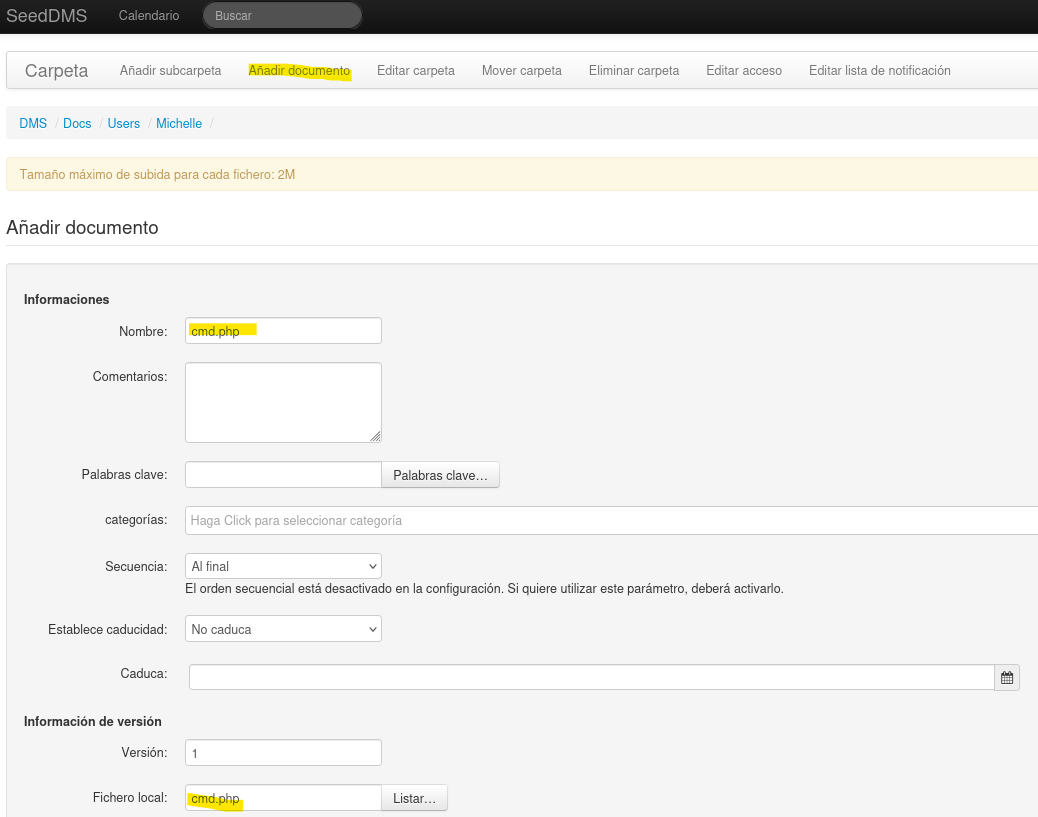 SeedDMS Calendario Buscar
Carpeta Añadir subcarpeta Añadir documento Editar carpeta Mover carpeta Eliminar carpeta Editar acceso Editar lista de notificación
DMS / Docs / Users / Michelle /
Tamaño máximo de subida para cada fichero: 2M
Añadir documento
Informaciones
Nombre: cmd.php
Comentarios:
Palabras clave: Palabras clave…
categorías: Haga Click para seleccionar categoría
Secuencia: Al final
El orden secuencial está desactivado en la configuración. Si quiere utilizar este parámetro, deberá activarlo.
Establece caducidad: No caduca
Caduca:
Información de versión
Versión: 1
Fichero local: cmd.php Listar…